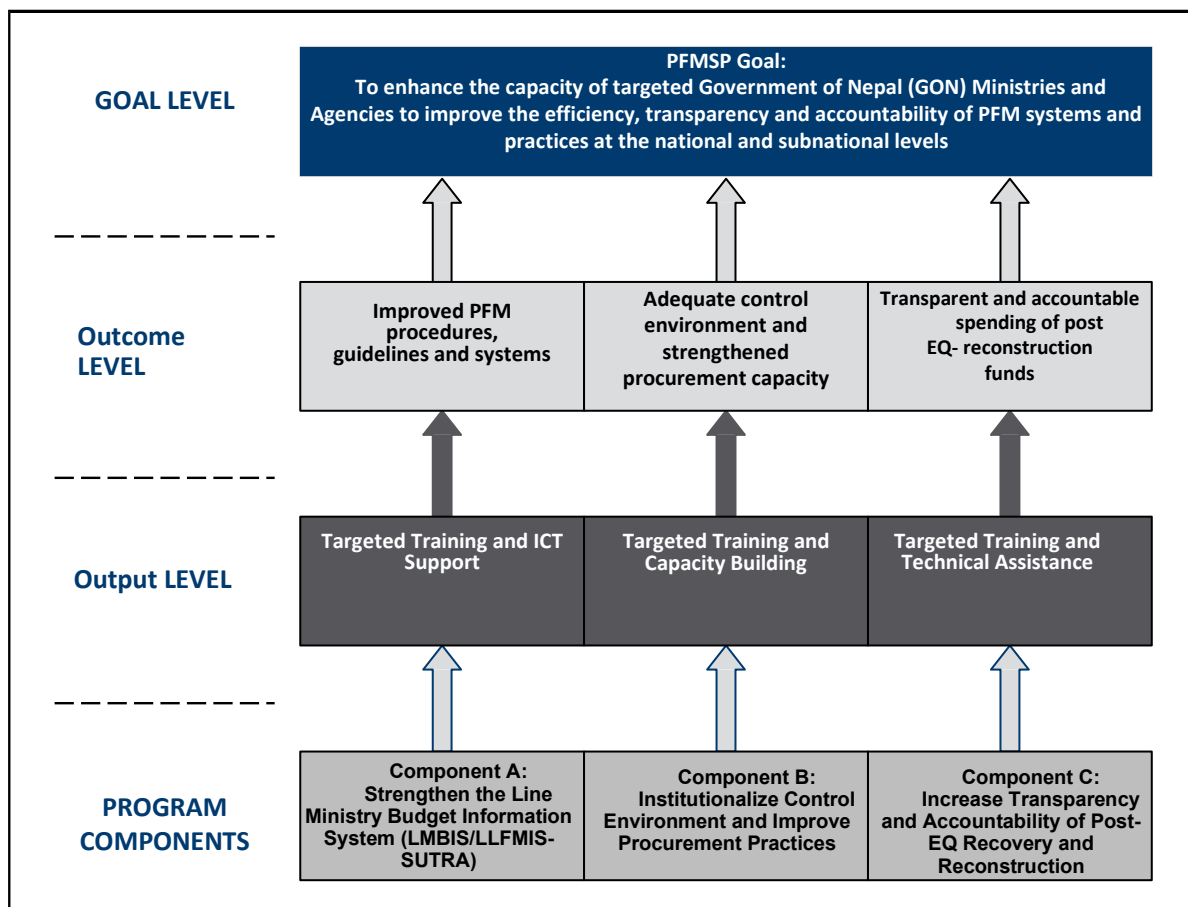 PFMSP Goal:
To enhance the capacity of targeted Government of Nepal (GON) Ministries and
Agencies to improve the efficiency, transparency and accountability of PFM systems and
practices at the national and subnational levels
GOAL LEVEL
Outcome
LEVEL
Improved PFM
procedures,
guidelines and systems
Adequate control
environment and
strengthened
procurement capacity
Transparent and accountable
spending of post
EQ- reconstruction
funds
Output LEVEL
Targeted Training and ICT
Support
Targeted Training and
Capacity Building
Targeted Training and
Technical Assistance
PROGRAM
COMPONENTS
Component A:
Strengthen the Line
Ministry Budget Information
System (LMBIS/LLFMIS-
SUTRA)
Component B:
Institutionalize Control
Environment and Improve
Procurement Practices
Component C:
Increase Transparency
and Accountability of Post-
EQ Recovery and
Reconstruction